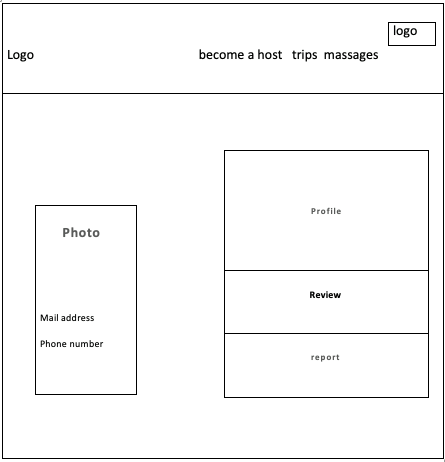 logo
Logo
become a host trips massages
Photo
Mail address
Phone number
Profile
Review
report